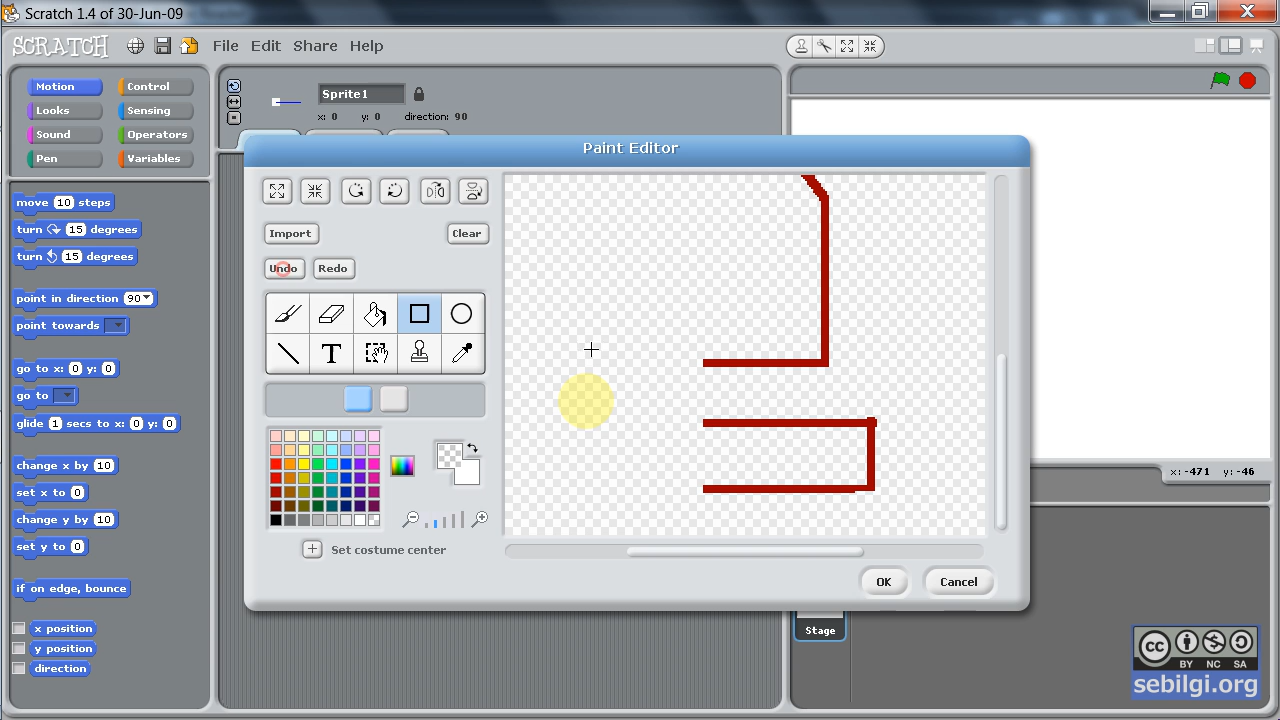 Scratch 1.4 of 30-Jun-09
SCRATCH File Edit Share Help
Motion Control
Looks Sensing
Sound Operators
Pen Variables
Sprite1
x: 0 y: 0 direction: 90
Paint Editor
Import Clear
Undo Redo
T
Set costume center
OK Cancel
move 10 steps
turn 15 degrees
turn 15 degrees
point in direction 90
point towards
go to x: 0 y: 0
go to
glide 1 secs to x: 0 y: 0
change x by 10
set x to 0
change y by 10
set y to 0
if on edge, bounce
x position
y position
direction
x: -471 y: -46
Stage
cc BY NC SA
sebilgi.org